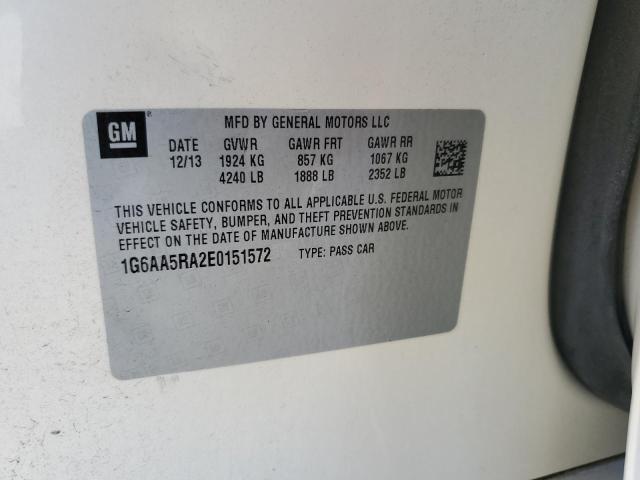 GM
®
MFD BY GENERAL MOTORS LLC
DATE GVWR GAWR FRT GAWR RR
12/13 1924 KG 857 KG 1067 KG
4240 LB 1888 LB 2352 LB
THIS VEHICLE CONFORMS TO ALL APPLICABLE U.S. FEDERAL MOTOR
VEHICLE SAFETY, BUMPER, AND THEFT PREVENTION STANDARDS IN
EFFECT ON THE DATE OF MANUFACTURE SHOWN ABOVE.
1G6AA5RA2E0151572 TYPE: PASS CAR